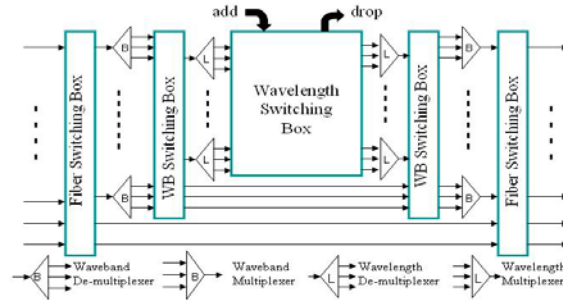 add drop
B L L B
Fiber Switching Box
WB Switching Box
Wavelength
Switching
Box
WB Switching Box
Fiber Switching Box
B L L B
B Waveband
De-multiplexer
B Waveband
Multiplexer
L Wavelength
De-multiplexer
L Wavelength
Multiplexer